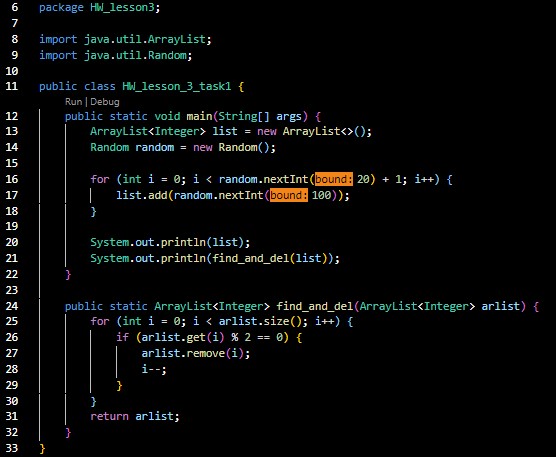 6 package HW_lesson3;
7
8 import java.util.ArrayList;
9 import java.util.Random;
10
11 public class HW_lesson_3_task1 {
Run | Debug
12 public static void main(String[] args) {
13 ArrayList<Integer> list = new ArrayList<>();
14 Random random = new Random();
15
16 for (int i = 0; i < random.nextInt(bound: 20) + 1; i++) {
17 list.add(random.nextInt(bound: 100));
18 }
19
20 System.out.println(list);
21 System.out.println(find_and_del(list));
22 }
23
24 public static ArrayList<Integer> find_and_del(ArrayList<Integer> arlist) {
25 for (int i = 0; i < arlist.size(); i++) {
26 if (arlist.get(i) % 2 == 0) {
27 arlist.remove(i);
28 i--;
29 }
30 }
31 return arlist;
32 }
33 }